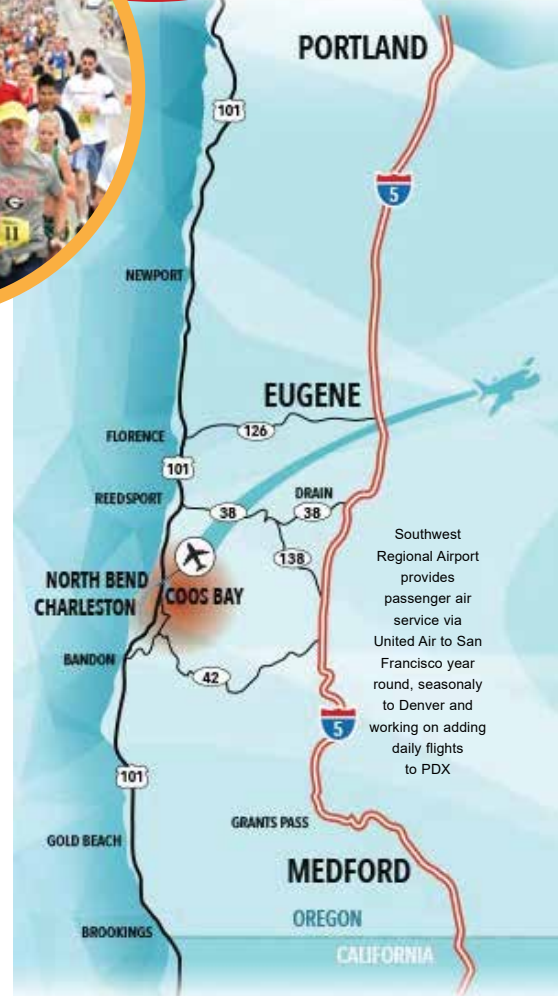 PORTLAND
101
5
11
G
NEWPORT
EUGENE
126
FLORENCE
101
REEDSPORT
DRAIN
38
38
138
NORTH BEND
COOS BAY
CHARLESTON
Southwest
Regional Airport
provides
passenger air
service via
United Air to San
Francisco year
round, seasonaly
to Denver and
working on adding
daily flights
to PDX
BANDON
42
5
101
GRANTS PASS
GOLD BEACH
MEDFORD
OREGON
BROOKINGS
CALIFORNIA